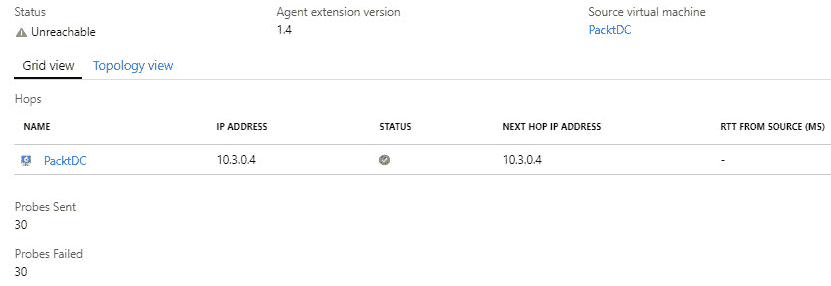 Status Agent extension version Source virtual machine
Unreachable 1.4 PacktDC
Grid view Topology view
Hops
NAME IP ADDRESS STATUS NEXT HOP IP ADDRESS RTT FROM SOURCE (MS)
PacktDC 10.3.0.4 10.3.0.4 -
Probes Sent
30
Probes Failed
30